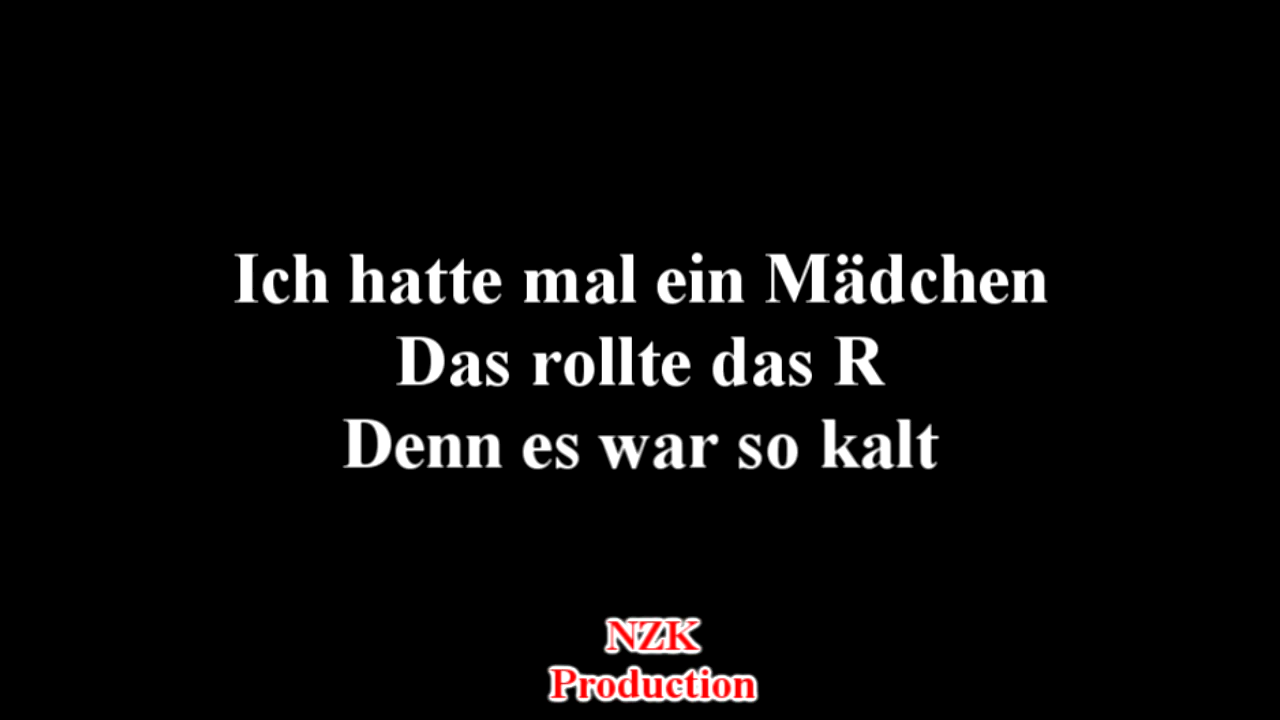 Ich hatte mal ein Mädchen
Das rollte das R
Denn es war so kalt
NZK
Production